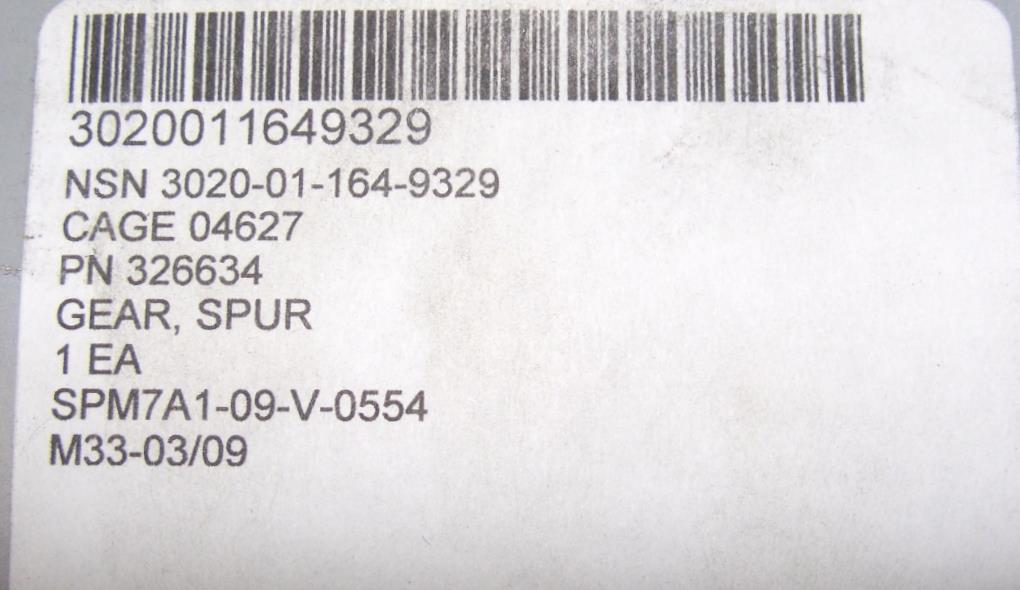 3020011649329
NSN 3020-01-164-9329
CAGE 04627
PN 326634
GEAR, SPUR
1 EA
SPM7A1-09-V-0554
M33-03/09